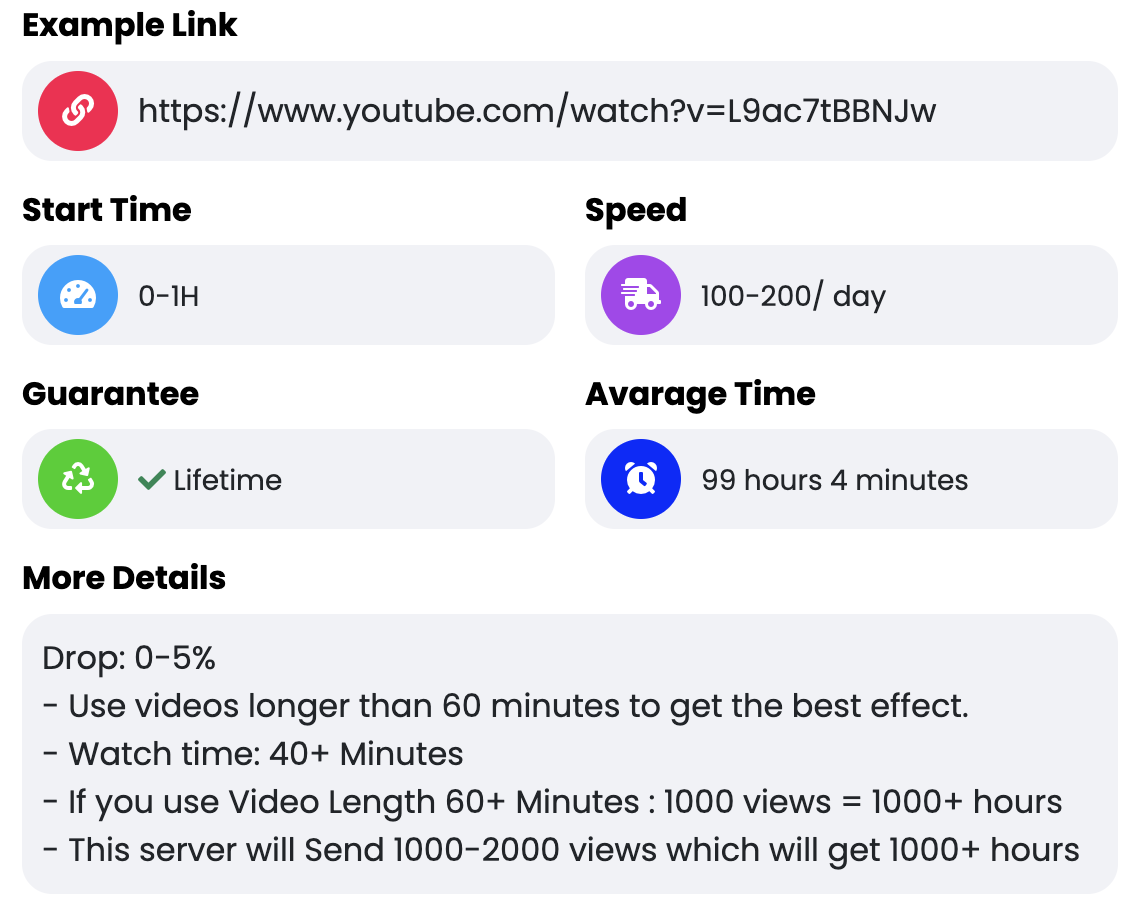 Example Link
https://www.youtube.com/watch?v=L9ac7tBBNJw
Start Time
Speed
0-1H
100-200/ day
Guarantee
Avarage Time
Lifetime
99 hours 4 minutes
More Details
Drop: 0-5%
- Use videos longer than 60 minutes to get the best effect.
- Watch time: 40+ Minutes
- If you use Video Length 60+ Minutes : 1000 views = 1000+ hours
- This server will Send 1000-2000 views which will get 1000+ hours